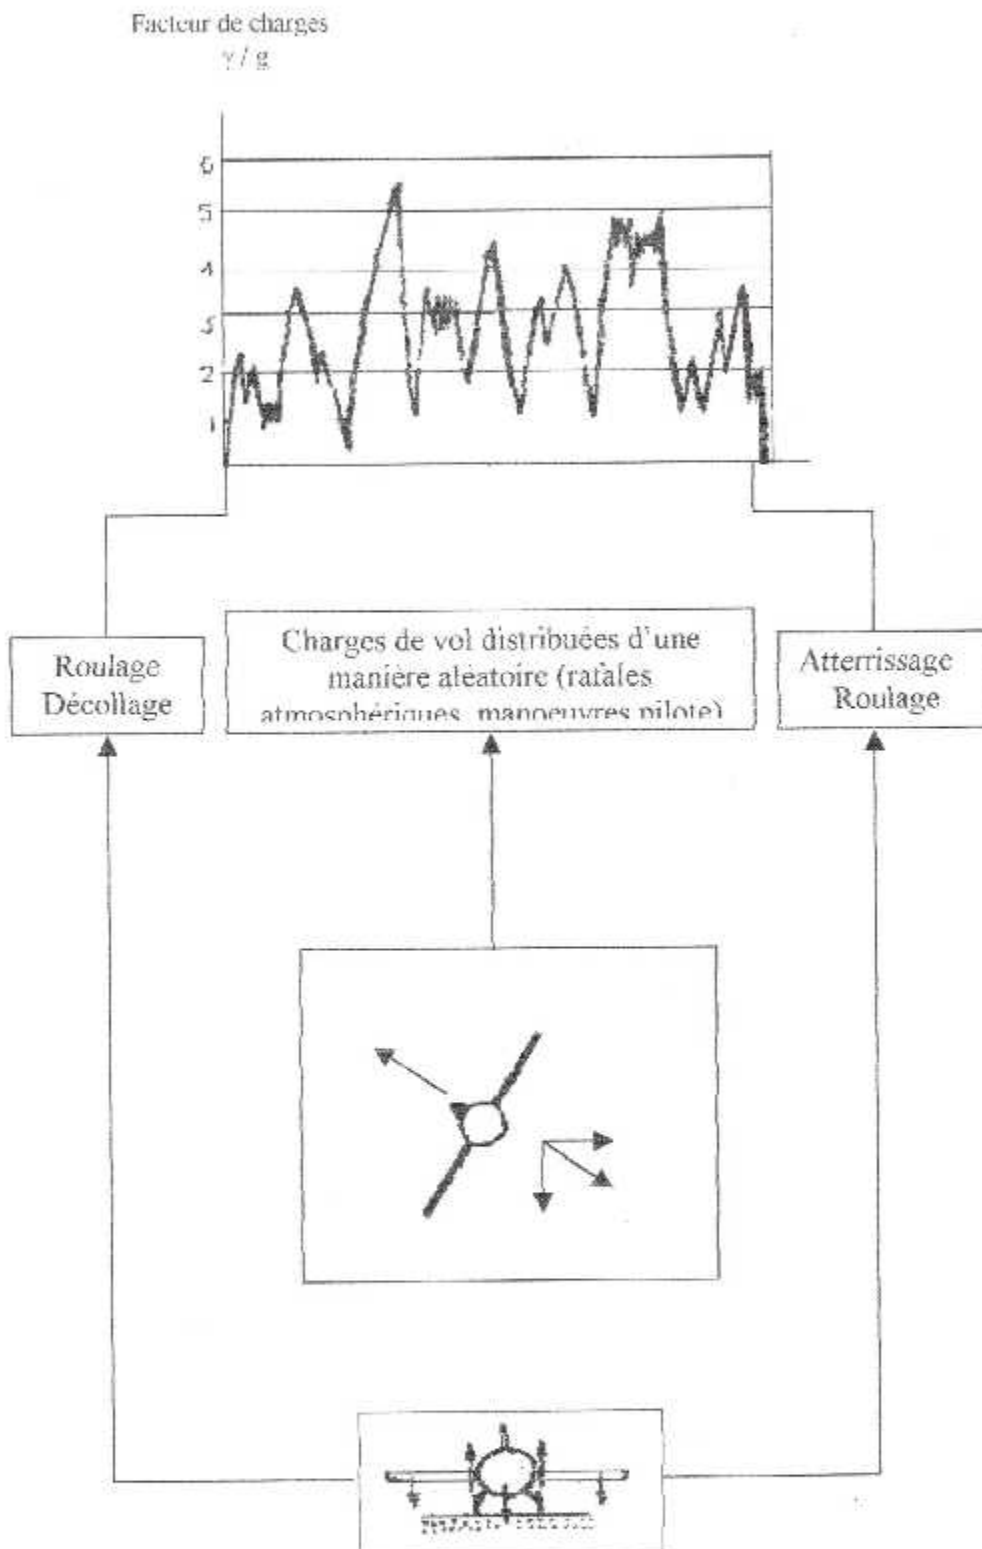 Facteur de charges
γ / g
6
5
4
3
2
1
Roulage
Décollage
Charges de vol distribuées d'une
manière aléatoire (rafales
atmosphériques, manoeuvres pilote)
Atterrissage
Roulage